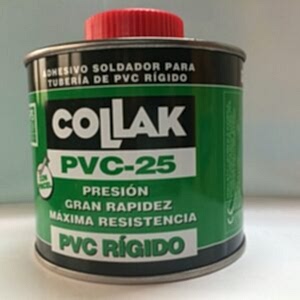 ADHESIVO SOLDADOR PARA
TUBERÍA DE PVC RÍGIDO
COLLAK
PVC-25
PRESIÓN
GRAN RAPIDEZ
MÁXIMA RESISTENCIA
PVC RÍGIDO